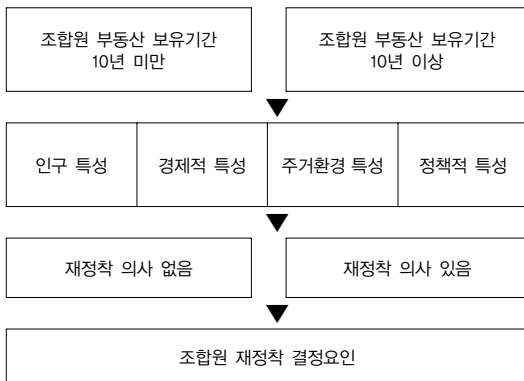 조합원 부동산 보유기간
10년 미만
조합원 부동산 보유기간
10년 이상
인구 특성
경제적 특성
주거환경 특성
정책적 특성
재정착 의사 없음
재정착 의사 있음
조합원 재정착 결정요인